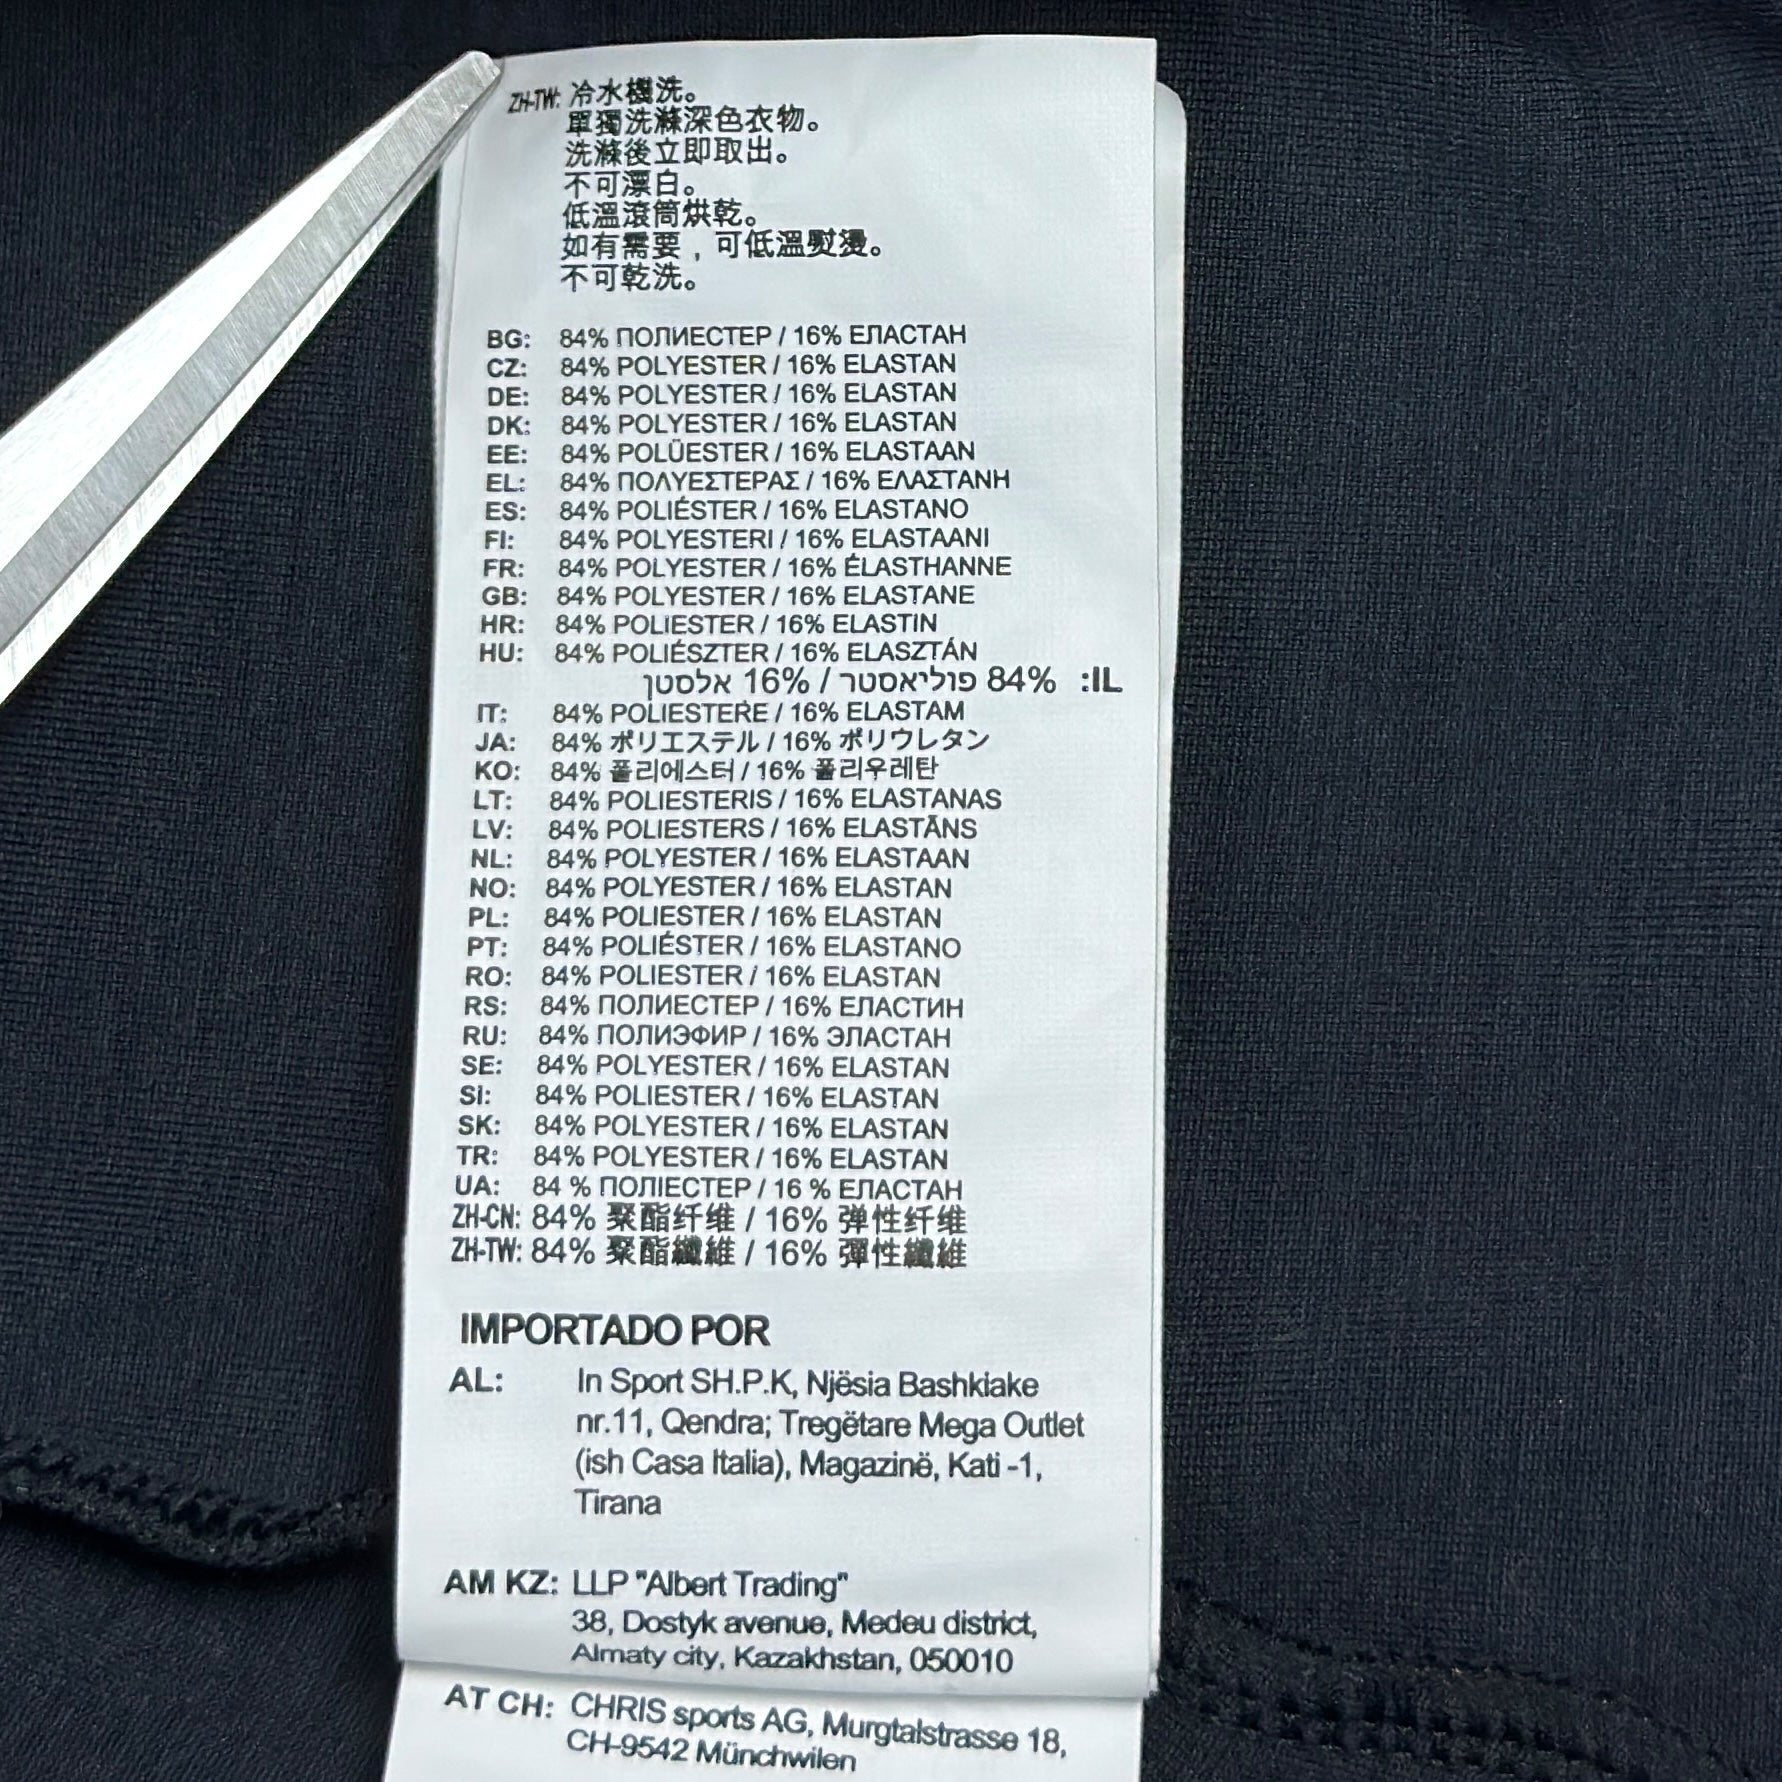 ZH-TW: 冷水機洗。
單獨洗滌深色衣物。
洗滌後立即取出。
不可漂白。
低溫滾筒烘乾。
如有需要，可低溫熨燙。
不可乾洗。
BG: 84% ПОЛИЕСТЕР / 16% ЕЛАСТАН
CZ: 84% POLYESTER / 16% ELASTAN
DE: 84% POLYESTER / 16% ELASTAN
DK: 84% POLYESTER / 16% ELASTAN
EE: 84% POLÜESTER / 16% ELASTAAN
EL: 84% ΠΟΛΥΕΣΤΕΡΑΣ / 16% ΕΛΑΣΤΑΝΗ
ES: 84% POLIÉSTER / 16% ELASTANO
FI: 84% POLYESTERI / 16% ELASTAANI
FR: 84% POLYESTER / 16% ÉLASTHANNE
GB: 84% POLYESTER / 16% ELASTANE
HR: 84% POLIESTER / 16% ELASTIN
HU: 84% POLIÉSZTER / 16% ELASZTÁN
IL: 84% פוליאסטר / 16% אלסטן
IT: 84% POLIESTERE / 16% ELASTAM
JA: 84% ポリエステル / 16% ポリウレタン
KO: 84% 폴리에스터 / 16% 폴리우레탄
LT: 84% POLIESTERIS / 16% ELASTANAS
LV: 84% POLIESTERS / 16% ELASTĀNS
NL: 84% POLYESTER / 16% ELASTAAN
NO: 84% POLYESTER / 16% ELASTAN
PL: 84% POLIESTER / 16% ELASTAN
PT: 84% POLIÉSTER / 16% ELASTANO
RO: 84% POLIESTER / 16% ELASTAN
RS: 84% ПОЛИЕСТЕР / 16% ЕЛАСТИН
RU: 84% ПОЛИЭФИР / 16% ЭЛАСТАН
SE: 84% POLYESTER / 16% ELASTAN
Si: 84% POLIESTER / 16% ELASTAN
SK: 84% POLYESTER / 16% ELASTAN
TR: 84% POLYESTER / 16% ELASTAN
UA: 84 % ПОЛІЕСТЕР / 16 % ЕЛАСТАН
ZH-CN: 84% 聚酯纤维 / 16% 弹性纤维
ZH-TW: 84% 聚酯纖維 / 16% 彈性纖維
IMPORTADO POR
AL: In Sport SH.P.K, Njësia Bashkiake
nr.11, Qendra; Tregëtare Mega Outlet
(ish Casa Italia), Magazinë, Kati -1,
Tirana
AM KZ: LLP "Albert Trading"
38, Dostyk avenue, Medeu district,
Almaty city, Kazakhstan, 050010
AT CH: CHRIS sports AG, Murgtalstrasse 18,
CH-9542 Münchwilen